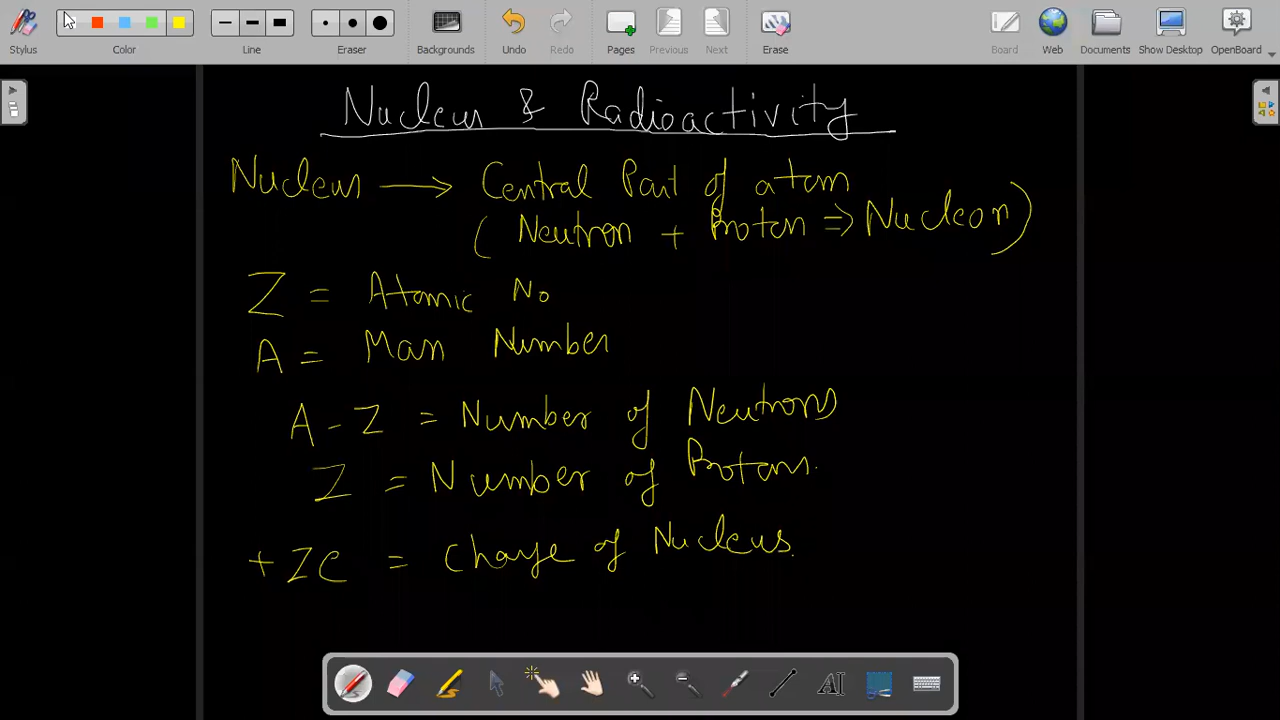 Stylus Color Line Eraser Backgrounds Undo Redo Pages Previous Next Erase Board Web Documents Show Desktop OpenBoard
Nucleus & Radioactivity
Nucleus → Central Part of atom
(Neutron + Proton ⇒ Nucleon)
Z = Atomic No
A = Mass Number
A - Z = Number of Neutrons
Z = Number of Protons.
+Ze = Charge of Nucleus.